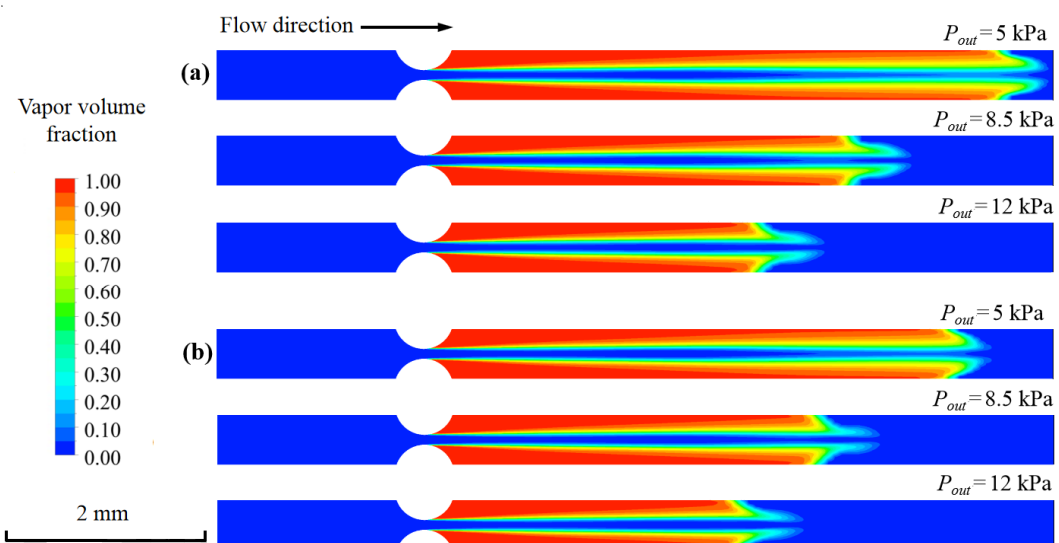 Flow direction
P_out = 5 kPa
(a)
Vapor volume
fraction
P_out = 8.5 kPa
1.00
0.90
0.80
0.70
0.60
0.50
0.40
0.30
0.20
0.10
0.00
P_out = 12 kPa
P_out = 5 kPa
(b)
P_out = 8.5 kPa
P_out = 12 kPa
2 mm